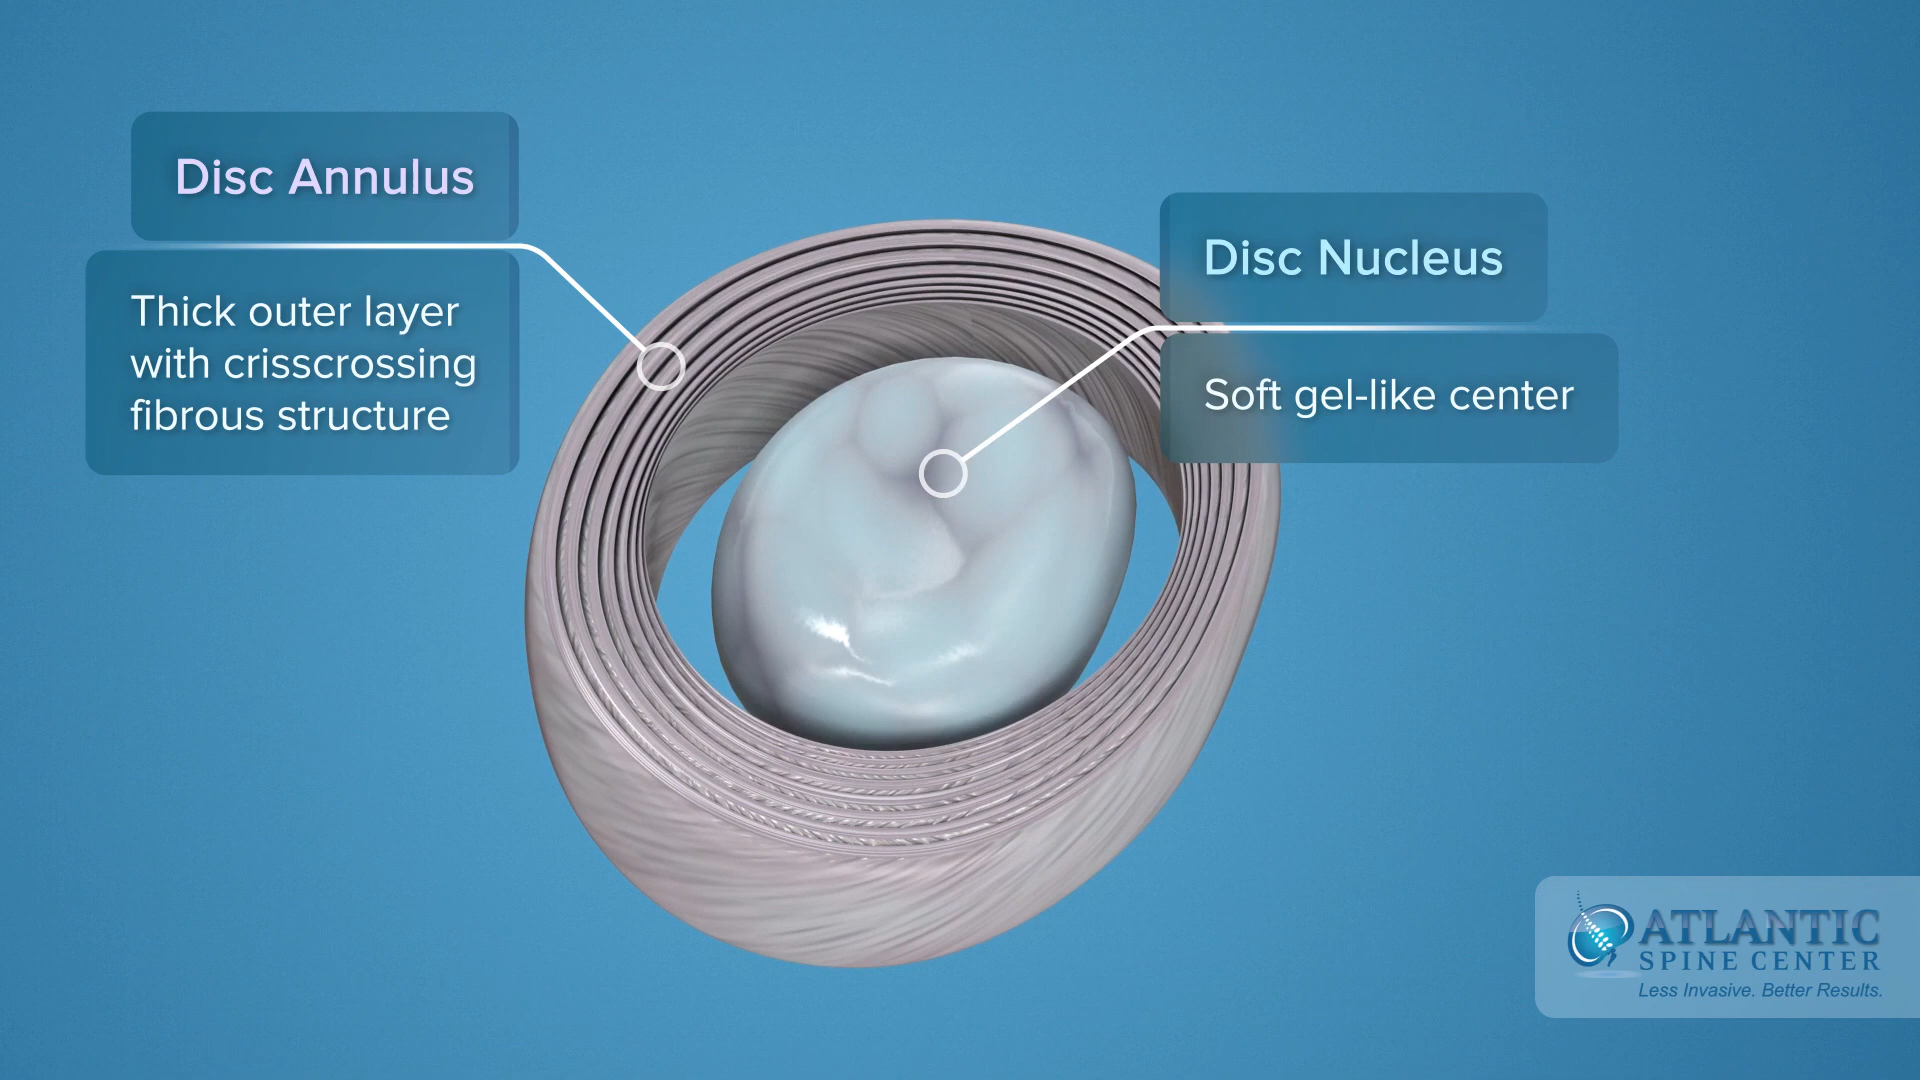 Disc Annulus
Thick outer layer
with crisscrossing
fibrous structure
Disc Nucleus
Soft gel-like center
ATLANTIC
SPINE CENTER
Less Invasive. Better Results.